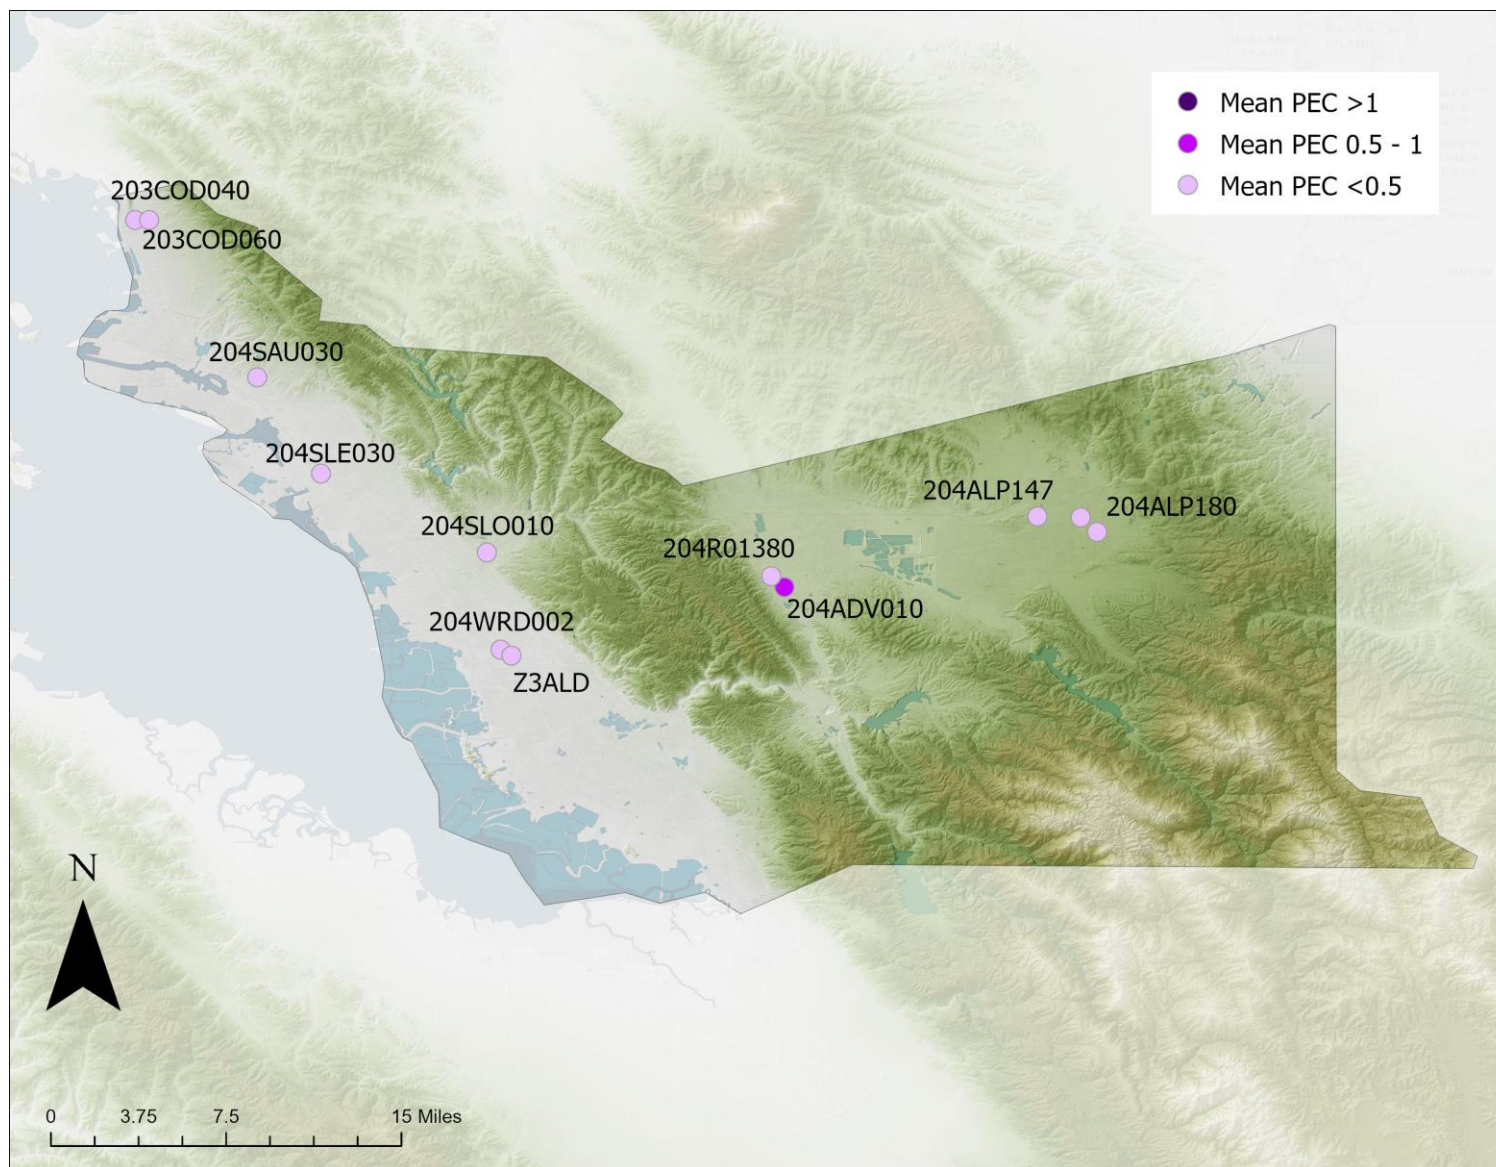 Mean PEC >1
Mean PEC 0.5 - 1
Mean PEC <0.5
203COD040
203COD060
204SAU030
204SLE030
204SLO010
204ALP147
204ALP180
204R01380
204ADV010
204WRD002
Z3ALD
N
0 3.75 7.5 15 Miles